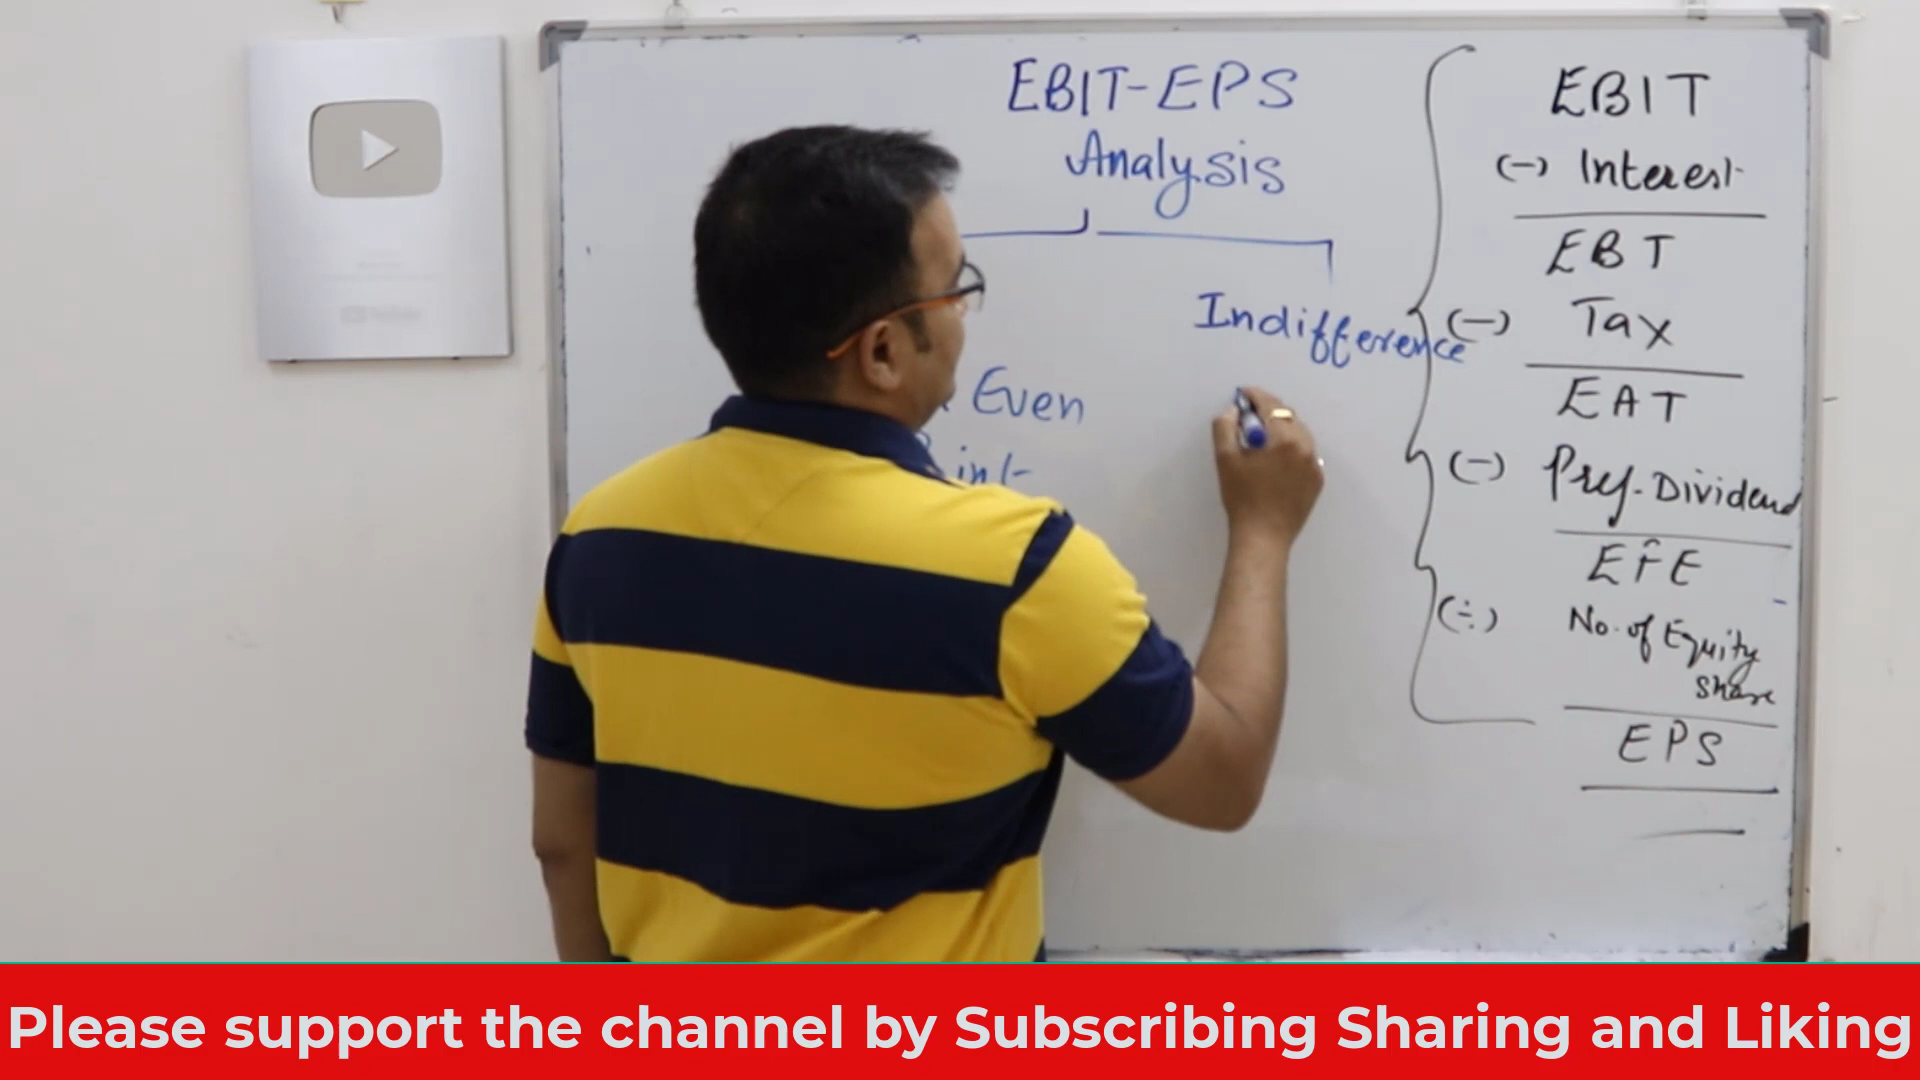 EBIT-EPS
Analysis
Even
Indifference
EBIT
(-) Interest
EBT
(-) Tax
EAT
(-) Pref. Dividend
EFE
(÷) No. of Equity
Share
EPS
Please support the channel by Subscribing Sharing and Liking